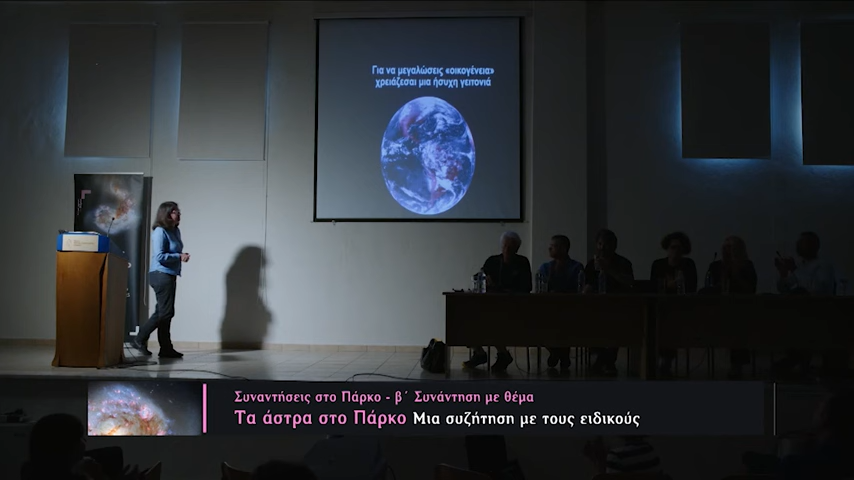 Για να μεγαλώσεις «οικογένεια»
χρειάζεσαι μια ήσυχη γειτονιά
Συναντήσεις στο Πάρκο - β΄ Συνάντηση με θέμα
Τα άστρα στο Πάρκο Μια συζήτηση με τους ειδικούς